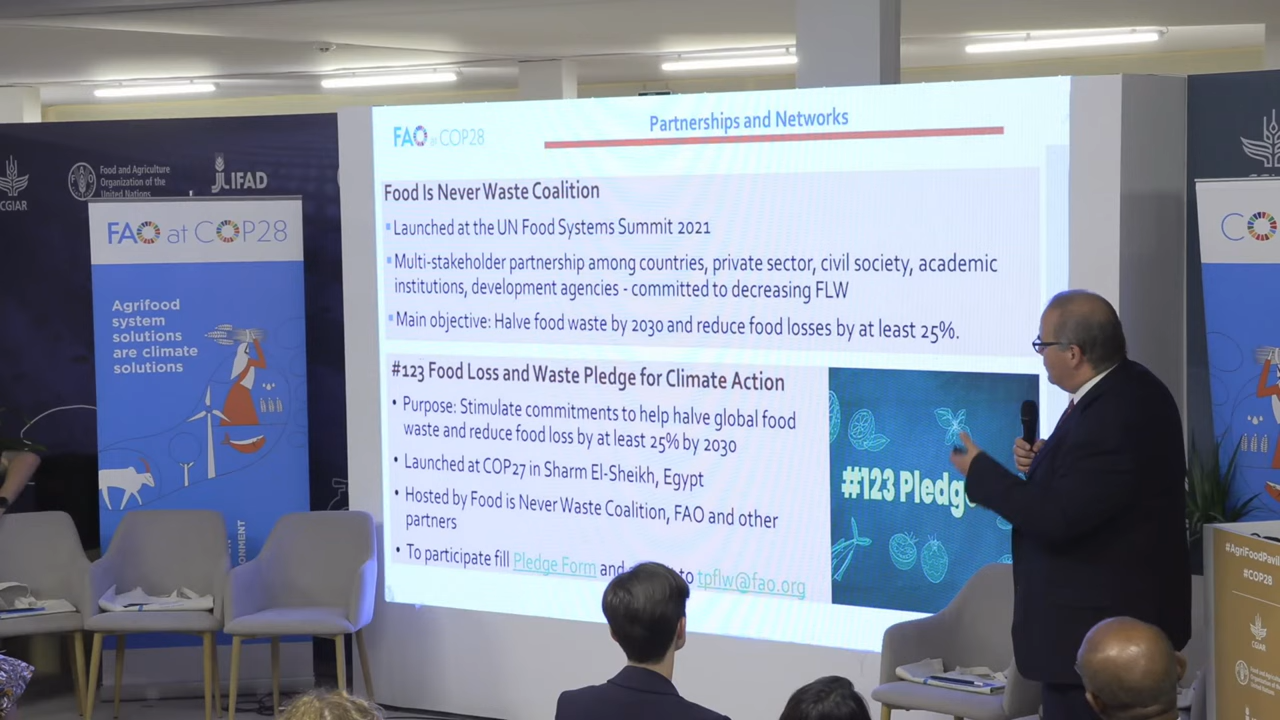 CGIAR
Food and Agriculture
Organization of the
United Nations
IFAD
FAO at COP28
Agrifood
system
solutions
are climate
solutions
FAO at COP28
Partnerships and Networks
Food Is Never Waste Coalition
Launched at the UN Food Systems Summit 2021
Multi-stakeholder partnership among countries, private sector, civil society, academic
institutions, development agencies - committed to decreasing FLW
Main objective: Halve food waste by 2030 and reduce food losses by at least 25%.
#123 Food Loss and Waste Pledge for Climate Action
• Purpose: Stimulate commitments to help halve global food
waste and reduce food loss by at least 25% by 2030
• Launched at COP27 in Sharm El-Sheikh, Egypt
• Hosted by Food is Never Waste Coalition, FAO and other
partners
• To participate fill Pledge Form and to tpflw@fao.org
#123 Pledg
CO
#AgriFoodPavil
#COP28
CGIAR